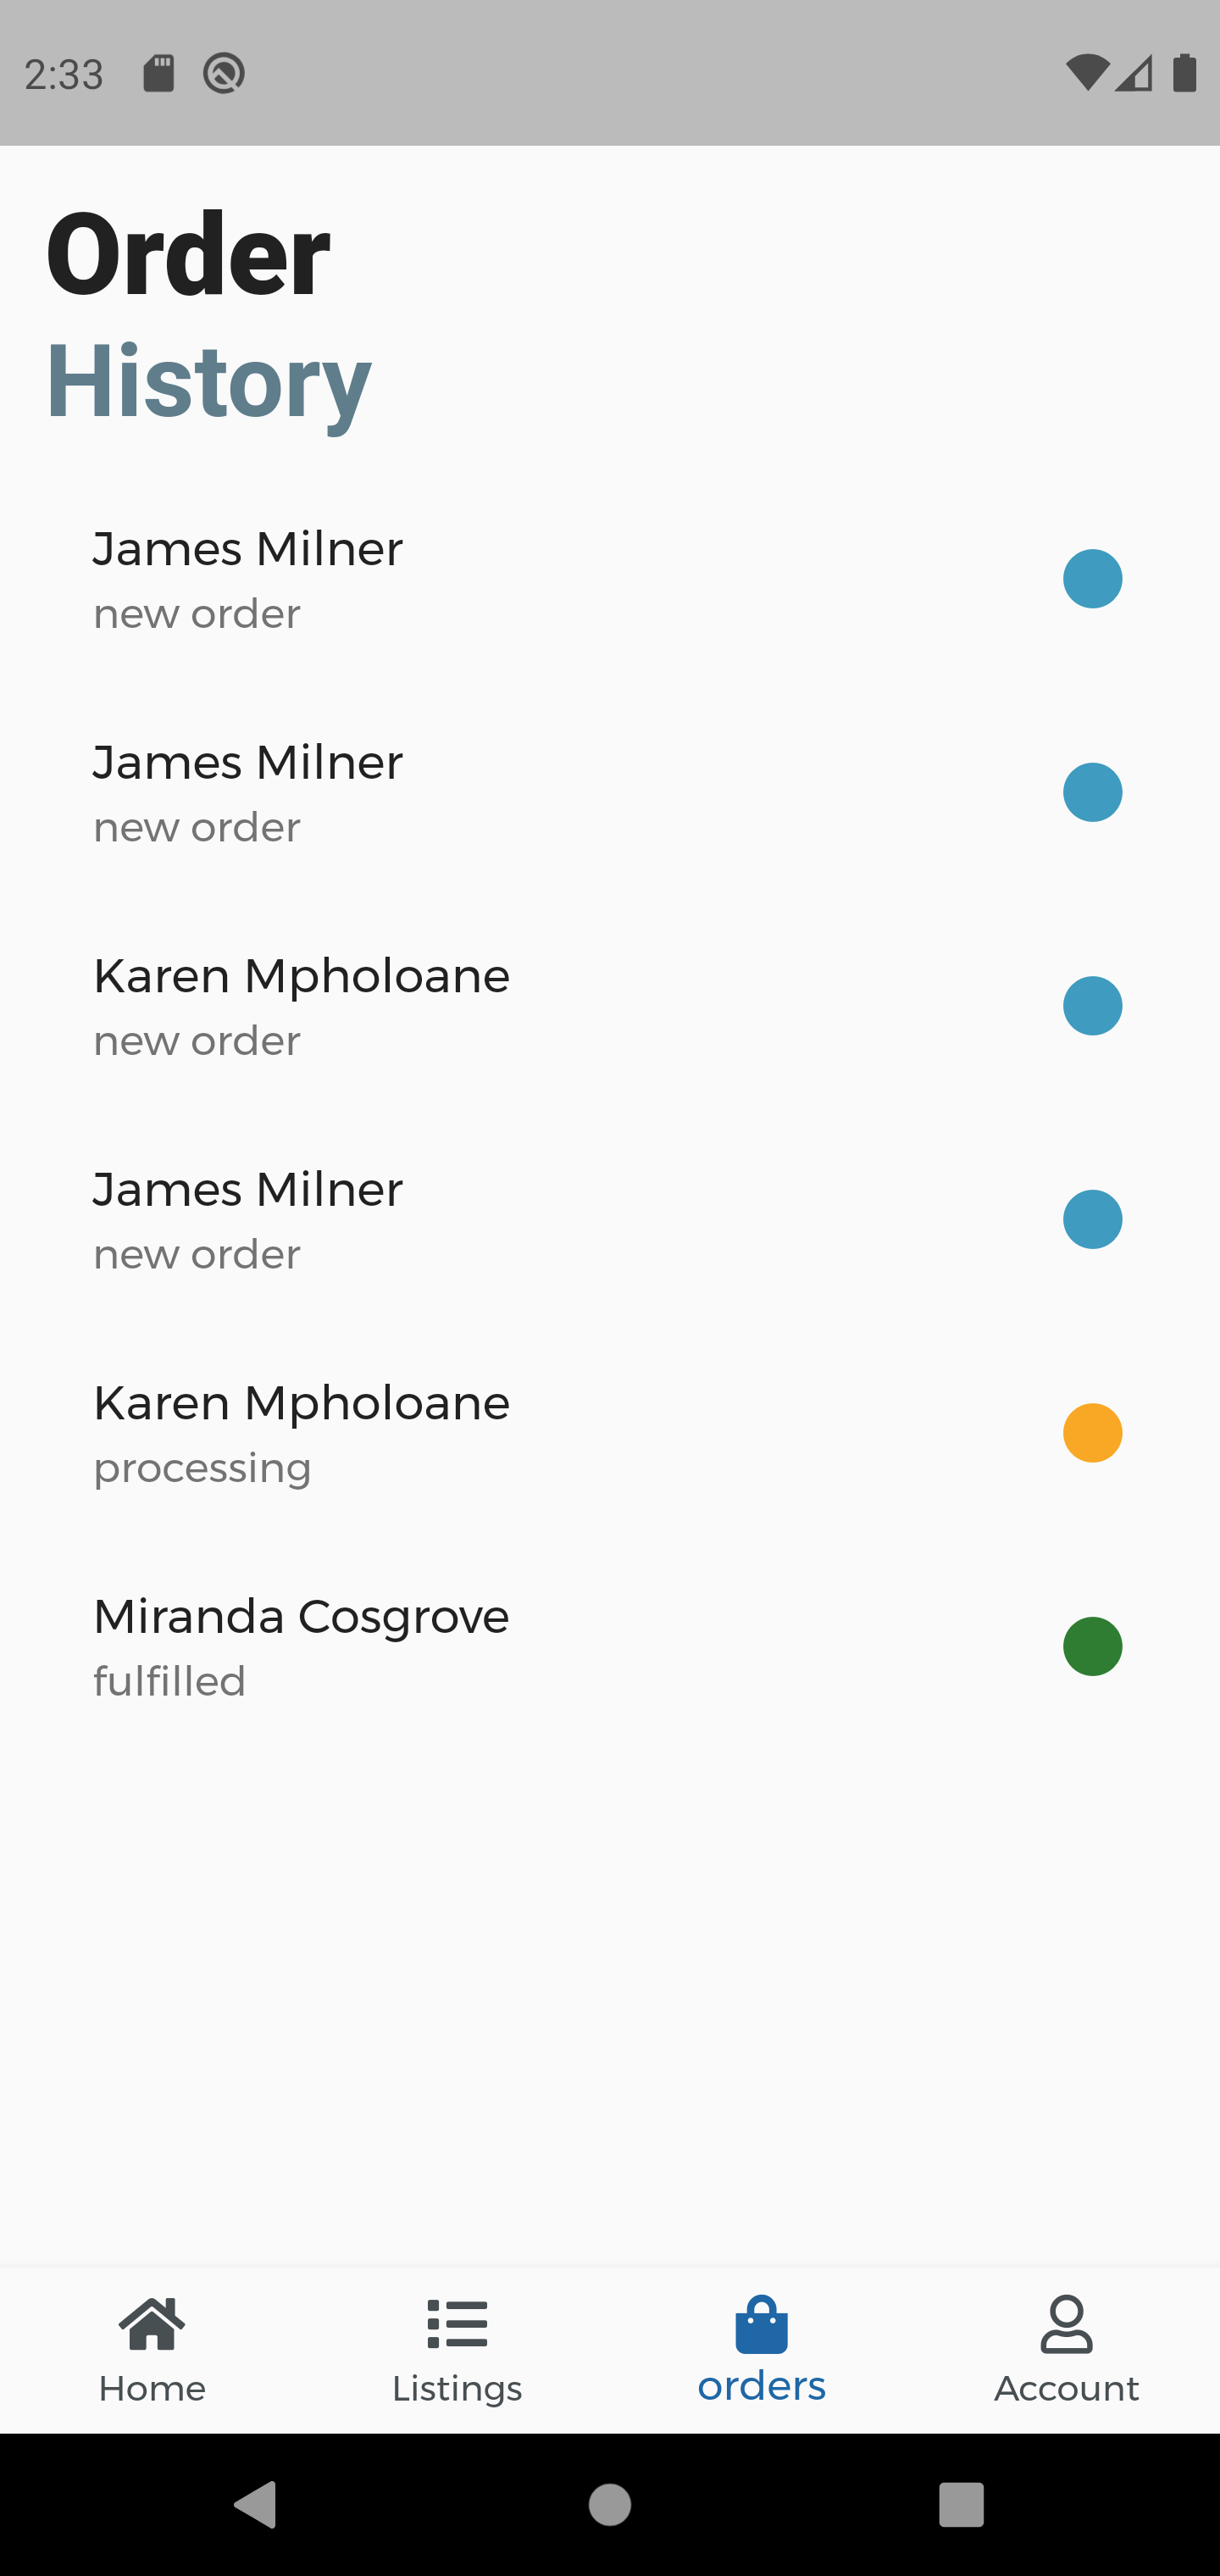 2:33
Order
History
James Milner
new order
James Milner
new order
Karen Mpholoane
new order
James Milner
new order
Karen Mpholoane
processing
Miranda Cosgrove
fulfilled
Home
Listings
orders
Account